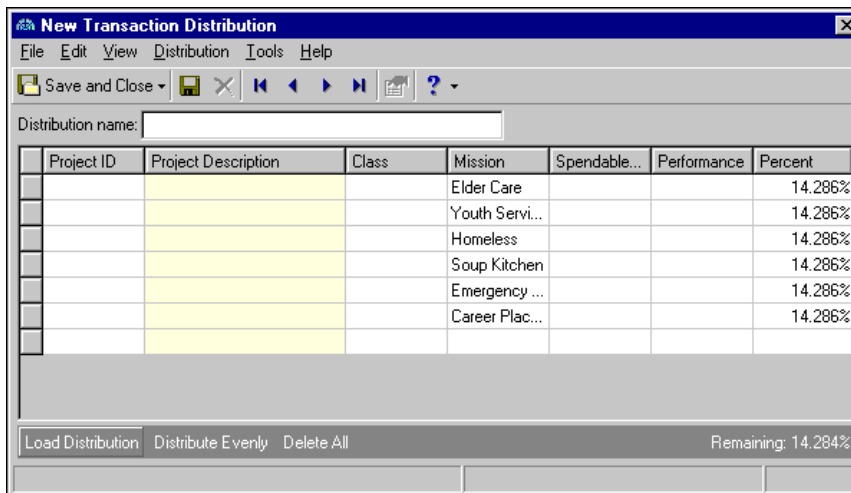 New Transaction Distribution
File Edit View Distribution Tools Help
Save and Close ?
Distribution name:
Project ID Project Description Class Mission Spendable... Performance Percent
Elder Care 14.286%
Youth Servi... 14.286%
Homeless 14.286%
Soup Kitchen 14.286%
Emergency ... 14.286%
Career Plac... 14.286%
Load Distribution Distribute Evenly Delete All Remaining: 14.284%